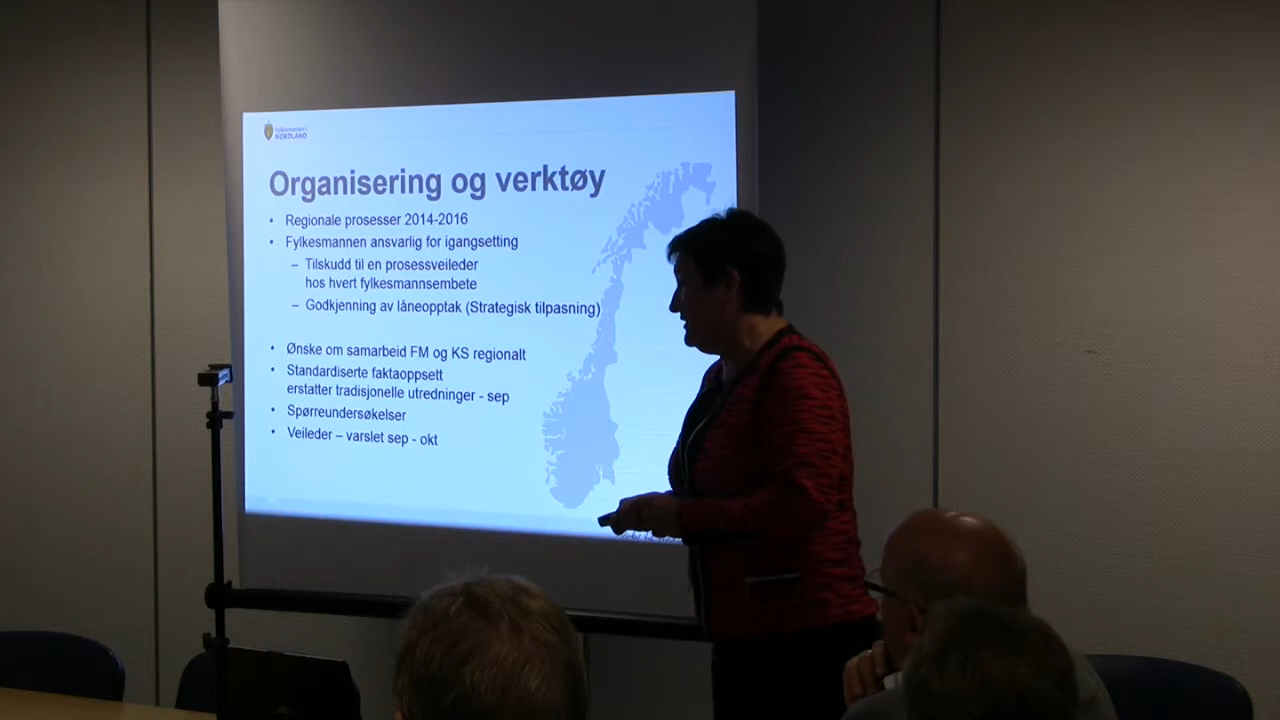 Fylkesmannen i
NORDLAND
Organisering og verktøy
• Regionale prosesser 2014-2016
• Fylkesmannen ansvarlig for igangsetting
– Tilskudd til en prosessveileder
hos hvert fylkesmannsembete
– Godkjenning av låneopptak (Strategisk tilpasning)
• Ønske om samarbeid FM og KS regionalt
• Standardiserte faktaoppsett
erstatter tradisjonelle utredninger - sep
• Spørreundersøkelser
• Veileder – varslet sep - okt